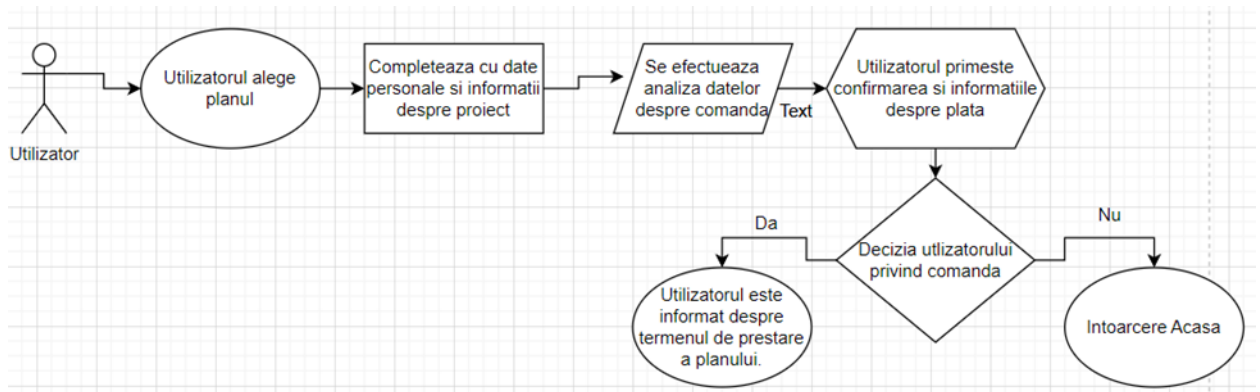 Utilizator
Utilizatorul alege
planul
Completeaza cu date
personale si informatii
despre proiect
Se efectueaza
analiza datelor
despre comanda
Text
Utilizatorul primeste
confirmarea si informatiile
despre plata
Decizia utlizatorului
privind comanda
Da
Utilizatorul este
informat despre
termenul de prestare
a planului.
Nu
Intoarcere Acasa